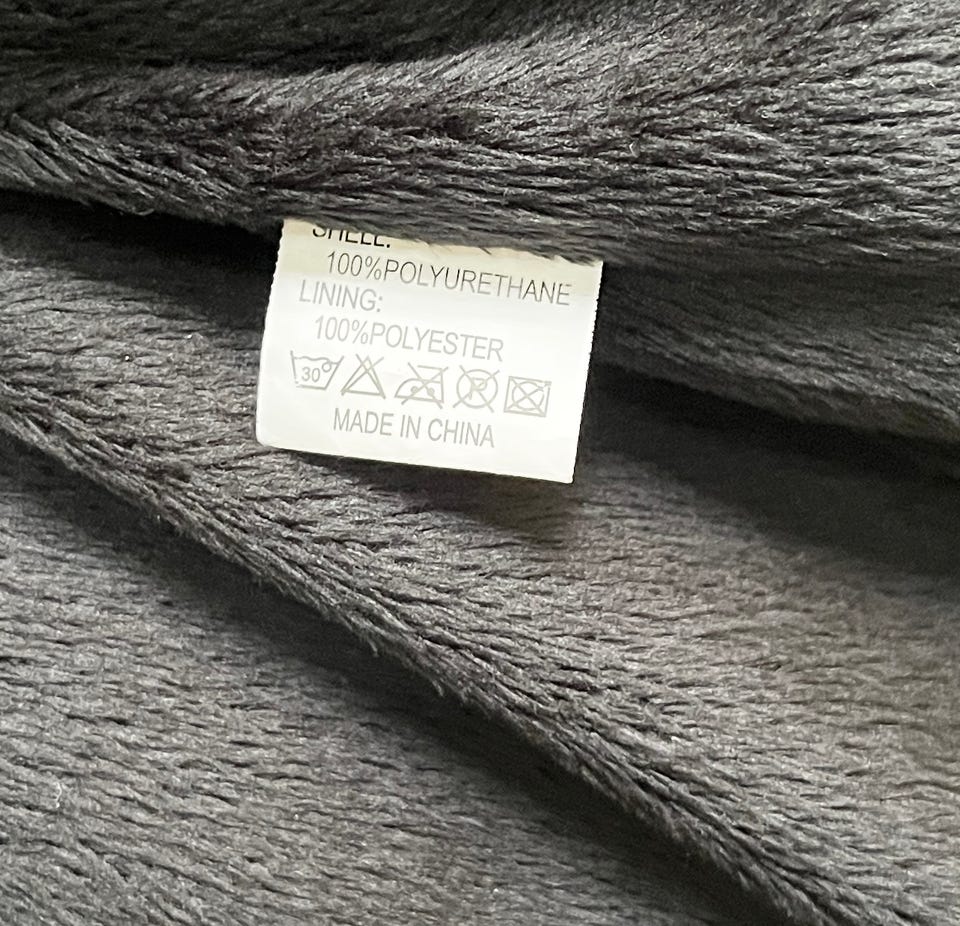 SHELL:
100%POLYURETHANE
LINING:
100%POLYESTER
30°
P
MADE IN CHINA